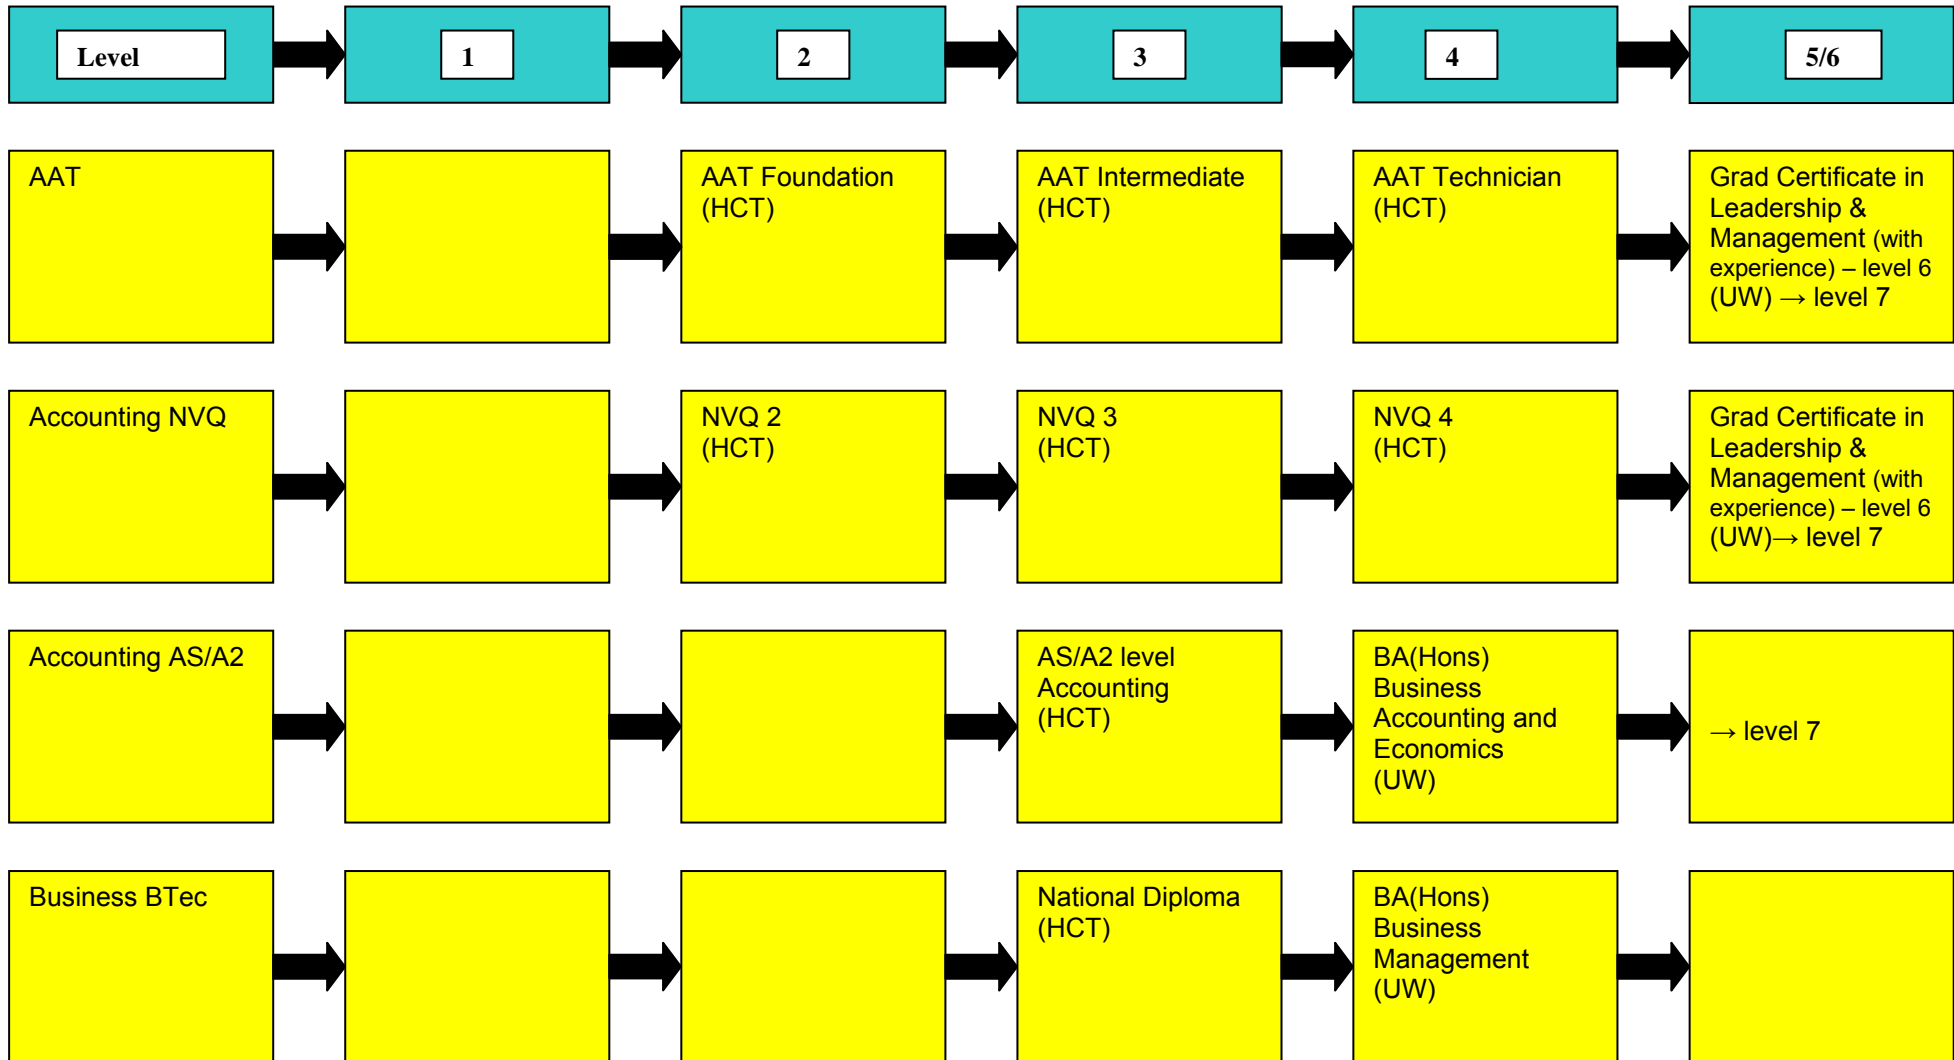 Level
1
2
3
4
5/6
AAT
AAT Foundation
(HCT)
AAT Intermediate
(HCT)
AAT Technician
(HCT)
Grad Certificate in
Leadership &
Management (with
experience) – level 6
(UW) → level 7
Accounting NVQ
NVQ 2
(HCT)
NVQ 3
(HCT)
NVQ 4
(HCT)
Grad Certificate in
Leadership &
Management (with
experience) – level 6
(UW)→ level 7
Accounting AS/A2
AS/A2 level
Accounting
(HCT)
BA(Hons)
Business
Accounting and
Economics
(UW)
→ level 7
Business BTec
National Diploma
(HCT)
BA(Hons)
Business
Management
(UW)